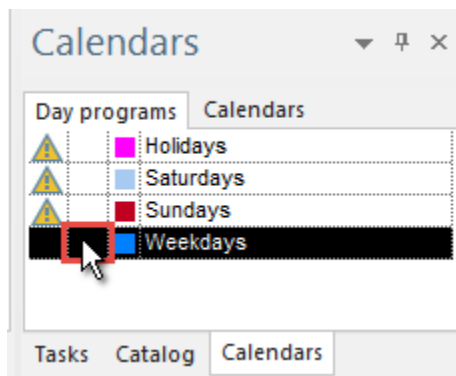 Calendars
Day programs Calendars
Holidays
Saturdays
Sundays
Weekdays
Tasks Catalog Calendars